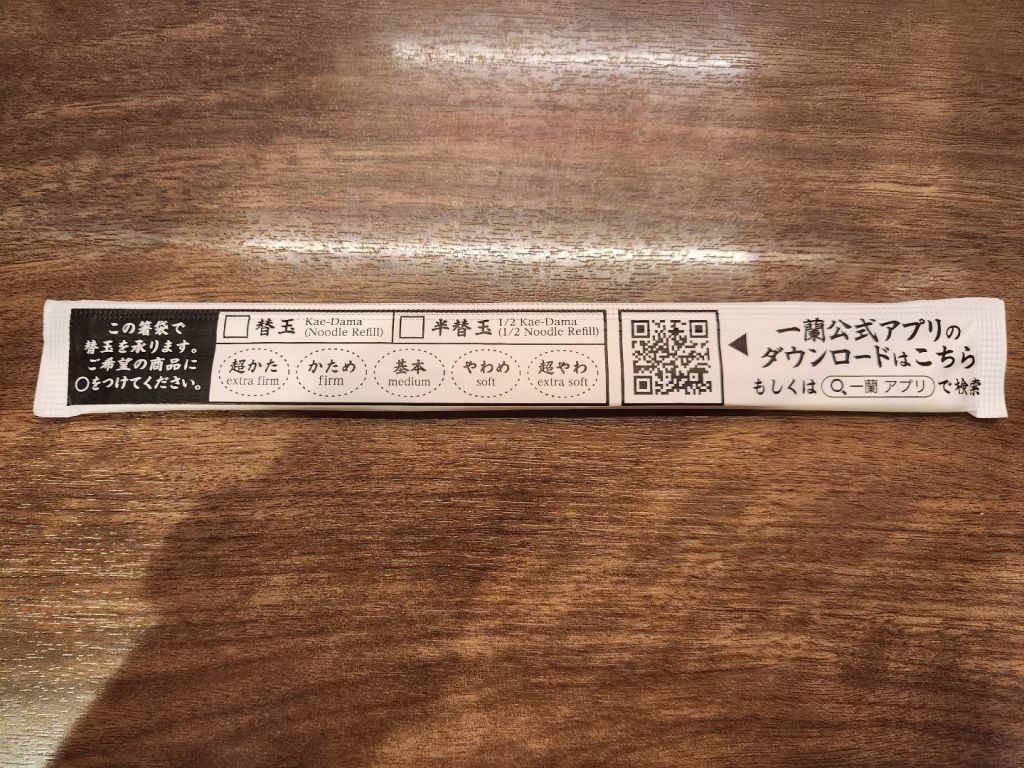 この箸袋で
替玉を承ります。
ご希望の商品に
○をつけてください。
替玉 Kae-Dama
(Noodle Refill)
半替玉 1/2 Kae-Dama
(1/2 Noodle Refill)
超かた
extra firm
かため
firm
基本
medium
やわめ
soft
超やわ
extra soft
一蘭公式アプリの
ダウンロードはこちら
もしくは 一蘭 アプリ で検索